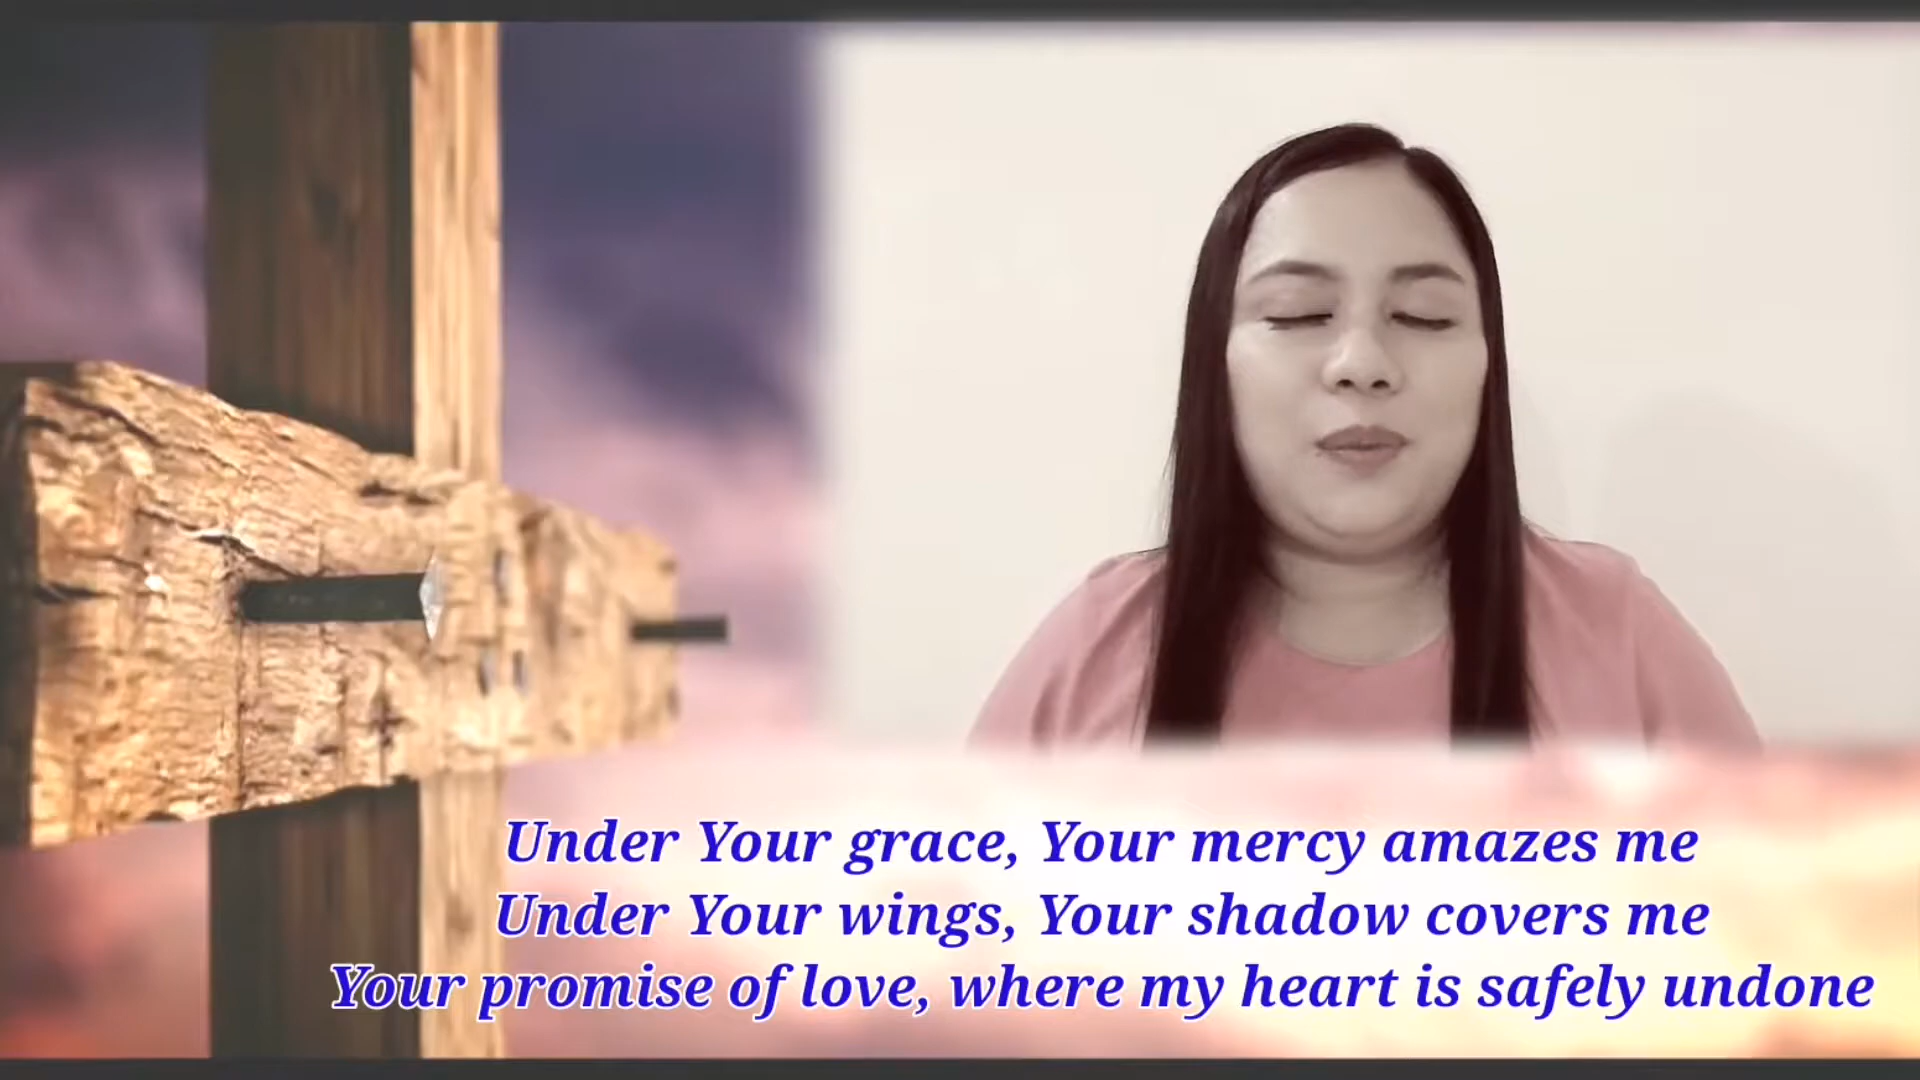 Under Your grace, Your mercy amazes me
Under Your wings, Your shadow covers me
Your promise of love, where my heart is safely undone